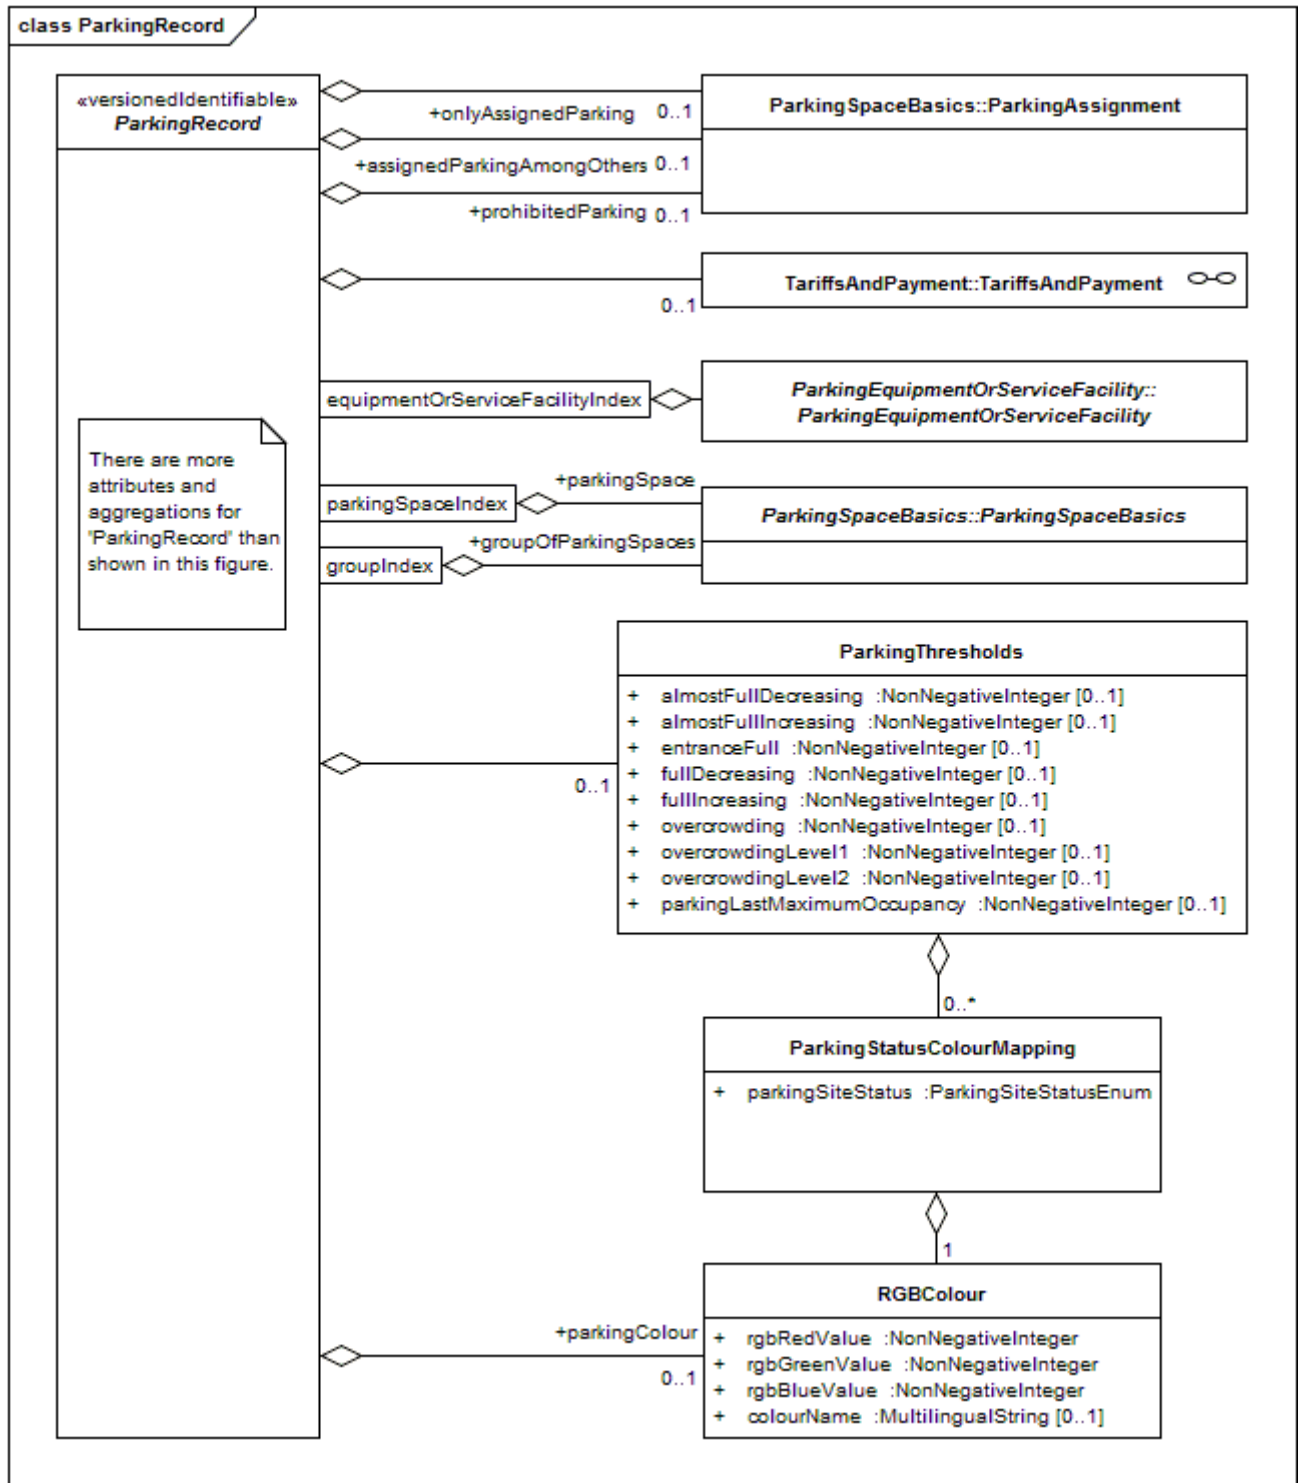 class ParkingRecord
«versionedIdentifiable»
ParkingRecord
There are more
attributes and
aggregations for
'ParkingRecord' than
shown in this figure.
+onlyAssignedParking 0..1
+assignedParkingAmongOthers 0..1
+prohibitedParking 0..1
ParkingSpaceBasics::ParkingAssignment
0..1
TariffsAndPayment::TariffsAndPayment
equipmentOrServiceFacilityIndex
ParkingEquipmentOrServiceFacility::
ParkingEquipmentOrServiceFacility
parkingSpaceIndex
+parkingSpace
groupIndex
+groupOfParkingSpaces
ParkingSpaceBasics::ParkingSpaceBasics
0..1
ParkingThresholds
+ almostFullDecreasing :NonNegativeInteger [0..1]
+ almostFullIncreasing :NonNegativeInteger [0..1]
+ entranceFull :NonNegativeInteger [0..1]
+ fullDecreasing :NonNegativeInteger [0..1]
+ fullIncreasing :NonNegativeInteger [0..1]
+ overcrowding :NonNegativeInteger [0..1]
+ overcrowdingLevel1 :NonNegativeInteger [0..1]
+ overcrowdingLevel2 :NonNegativeInteger [0..1]
+ parkingLastMaximumOccupancy :NonNegativeInteger [0..1]
0..*
ParkingStatusColourMapping
+ parkingSiteStatus :ParkingSiteStatusEnum
1
+parkingColour
0..1
RGBColour
+ rgbRedValue :NonNegativeInteger
+ rgbGreenValue :NonNegativeInteger
+ rgbBlueValue :NonNegativeInteger
+ colourName :MultilingualString [0..1]